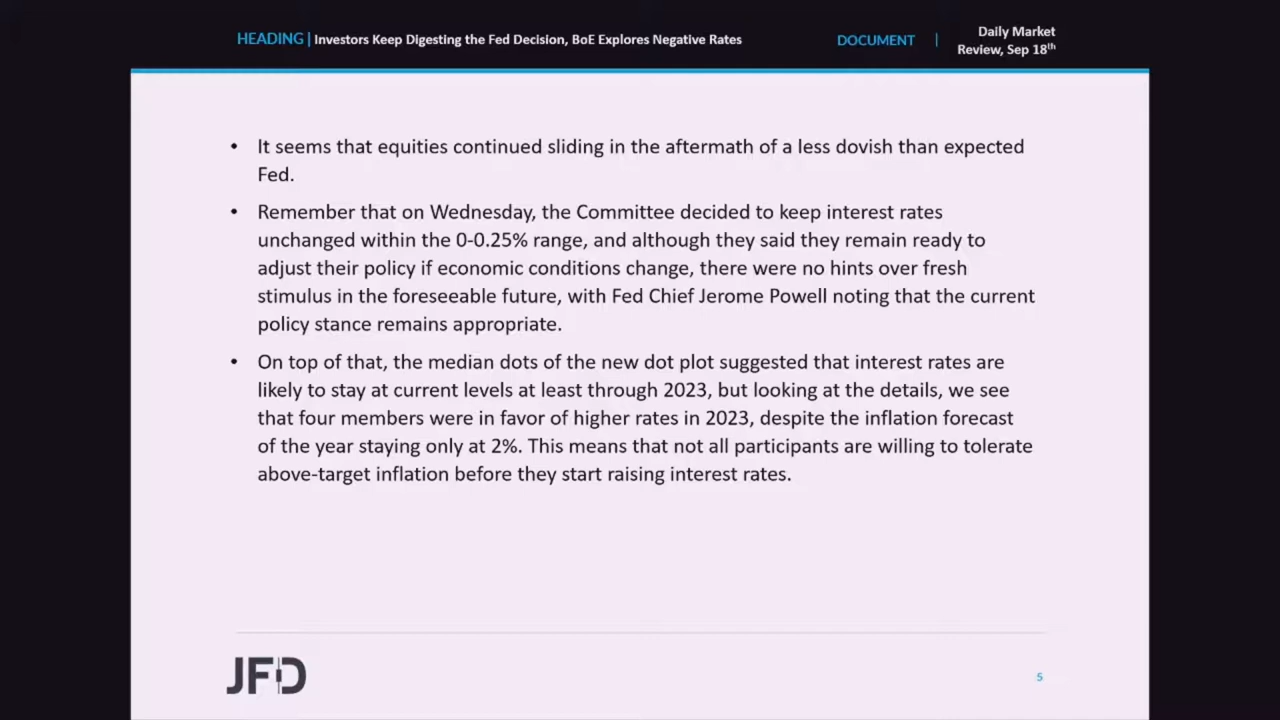 HEADING | Investors Keep Digesting the Fed Decision, BoE Explores Negative Rates
DOCUMENT | Daily Market
Review, Sep 18th
• It seems that equities continued sliding in the aftermath of a less dovish than expected
Fed.
• Remember that on Wednesday, the Committee decided to keep interest rates
unchanged within the 0-0.25% range, and although they said they remain ready to
adjust their policy if economic conditions change, there were no hints over fresh
stimulus in the foreseeable future, with Fed Chief Jerome Powell noting that the current
policy stance remains appropriate.
• On top of that, the median dots of the new dot plot suggested that interest rates are
likely to stay at current levels at least through 2023, but looking at the details, we see
that four members were in favor of higher rates in 2023, despite the inflation forecast
of the year staying only at 2%. This means that not all participants are willing to tolerate
above-target inflation before they start raising interest rates.
JFD
5